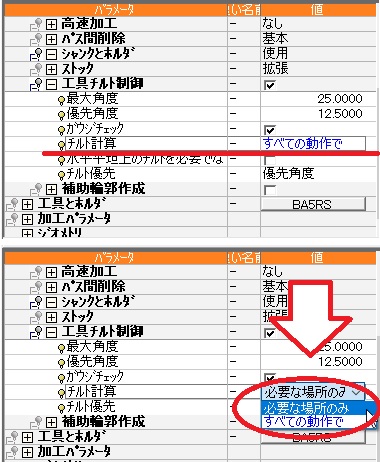 パラメータ 違い名前 値
高速加工 － なし
パス間削除 － 基本
シャンクとホルダ － 使用
ストック － 拡張
工具チルト制御
最大角度 － 25.0000
優先角度 － 12.5000
ガウジチェック －
チルト計算 － すべての動作で
水平平坦上のチルトを必要でな －
チルト優先 － 優先角度
補助輪郭作成 －
工具とホルダ BA5RS
加工パラメータ
ジオメトリ
パラメータ 違い名前 値
高速加工 － なし
パス間削除 － 基本
シャンクとホルダ － 使用
ストック － 拡張
工具チルト制御 －
最大角度 － 25.0000
優先角度 － 12.5000
ガウジチェック －
チルト計算 － 必要な場所のみ
チルト優先 － 必要な場所のみ
補助輪郭作成 － すべての動作で
工具とホルダ BA5RS
加工パラメータ